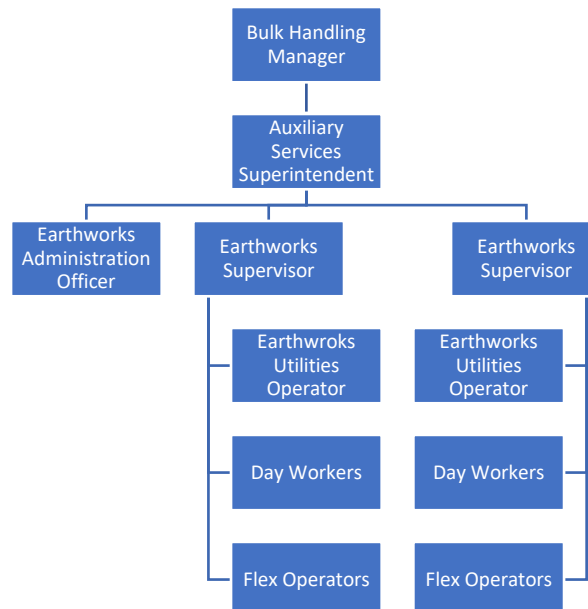 Bulk Handling
Manager
Auxiliary
Services
Superintendent
Earthworks
Administration
Officer
Earthworks
Supervisor
Earthworks
Supervisor
Earthwroks
Utilities
Operator
Earthworks
Utilities
Operator
Day Workers
Day Workers
Flex Operators
Flex Operators